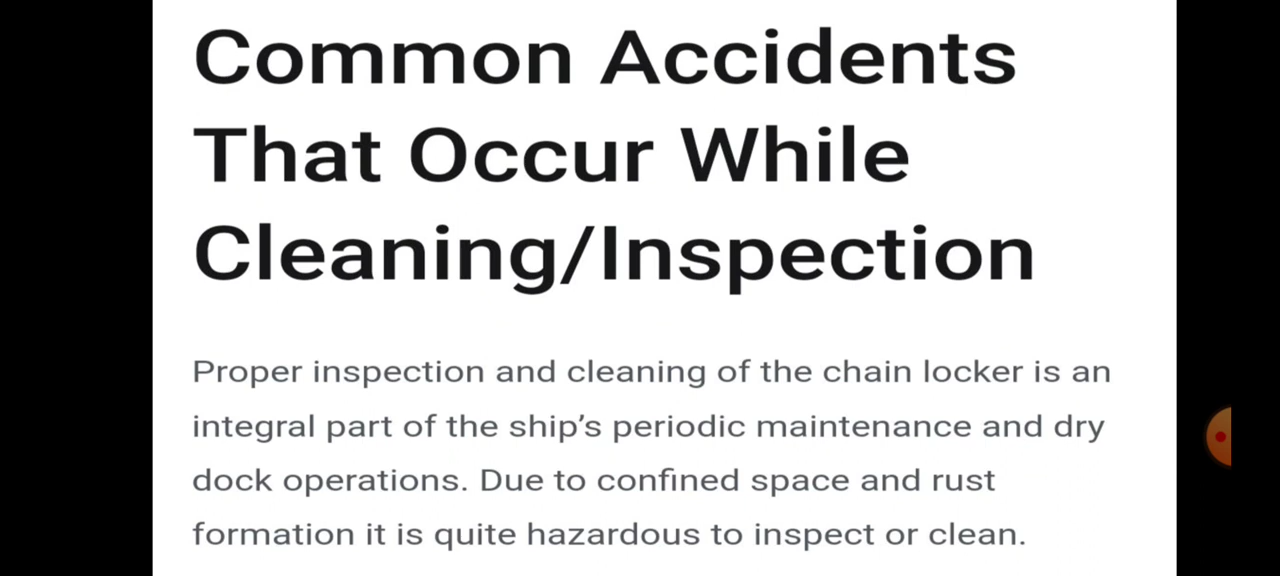 Common Accidents
That Occur While
Cleaning/Inspection
Proper inspection and cleaning of the chain locker is an
integral part of the ship’s periodic maintenance and dry
dock operations. Due to confined space and rust
formation it is quite hazardous to inspect or clean.